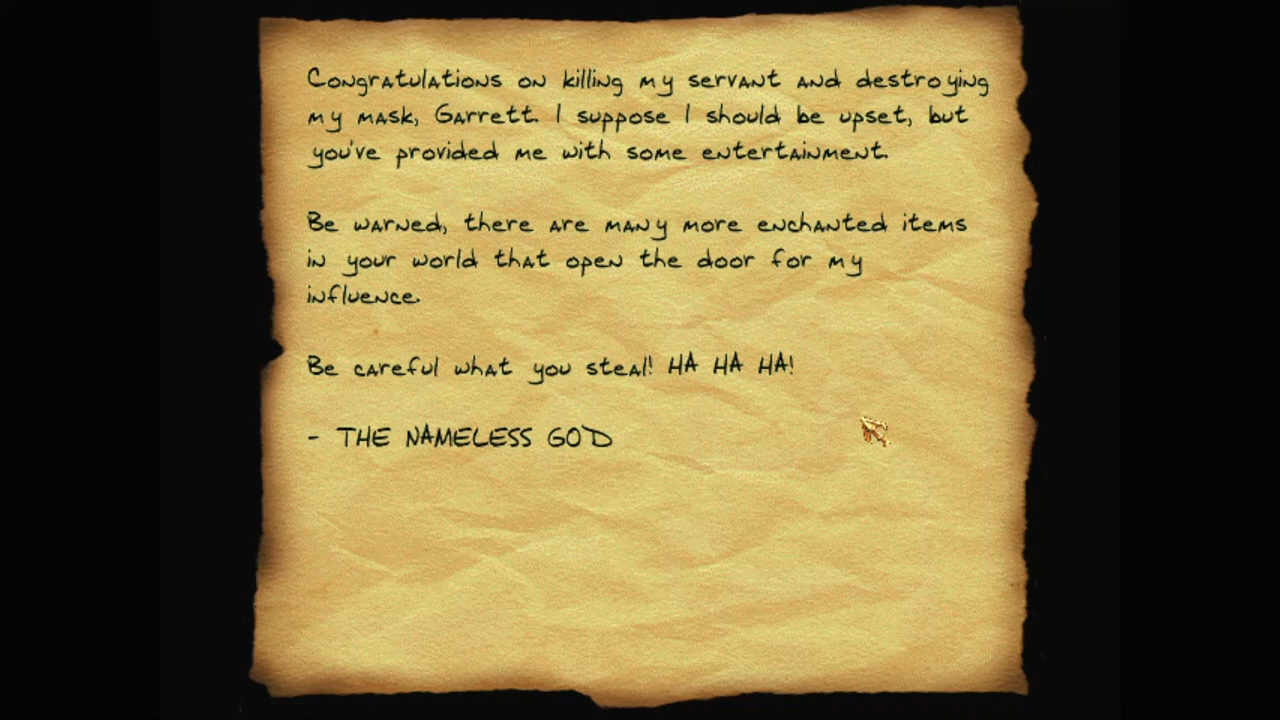 Congratulations on killing my servant and destroying
my mask, Garrett. I suppose I should be upset, but
you've provided me with some entertainment.
Be warned, there are many more enchanted items
in your world that open the door for my
influence.
Be careful what you steal! HA HA HA!
- THE NAMELESS GOD